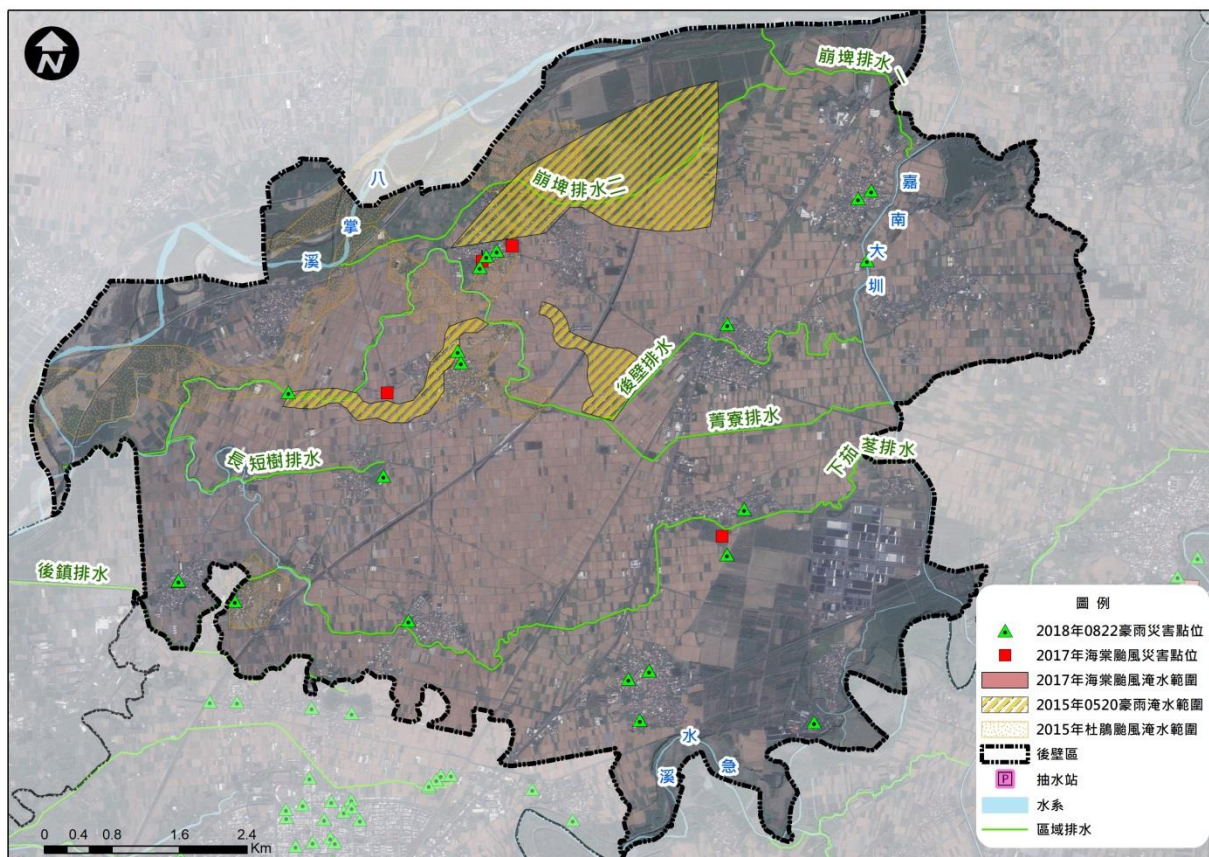 N
崩埤排水一
八
掌
溪
崩埤排水二
嘉
南
大
圳
後壁排水
菁寮排水
下茄苳排水
長短樹排水
後鎮排水
水
急
溪
圖例
2018年0822豪雨災害點位
2017年海棠颱風災害點位
2017年海棠颱風淹水範圍
2015年0520豪雨淹水範圍
2015年杜鵑颱風淹水範圍
後壁區
P 抽水站
水系
區域排水
0 0.4 0.8 1.6 2.4
Km